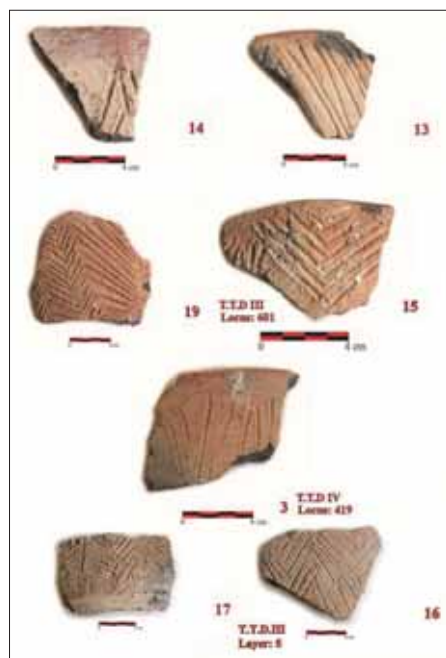 14
13
19
T.T.D III
Locus: 601
15
3
T.T.D IV
Locus: 419
17
16
T.T.D.III
Layer: 8